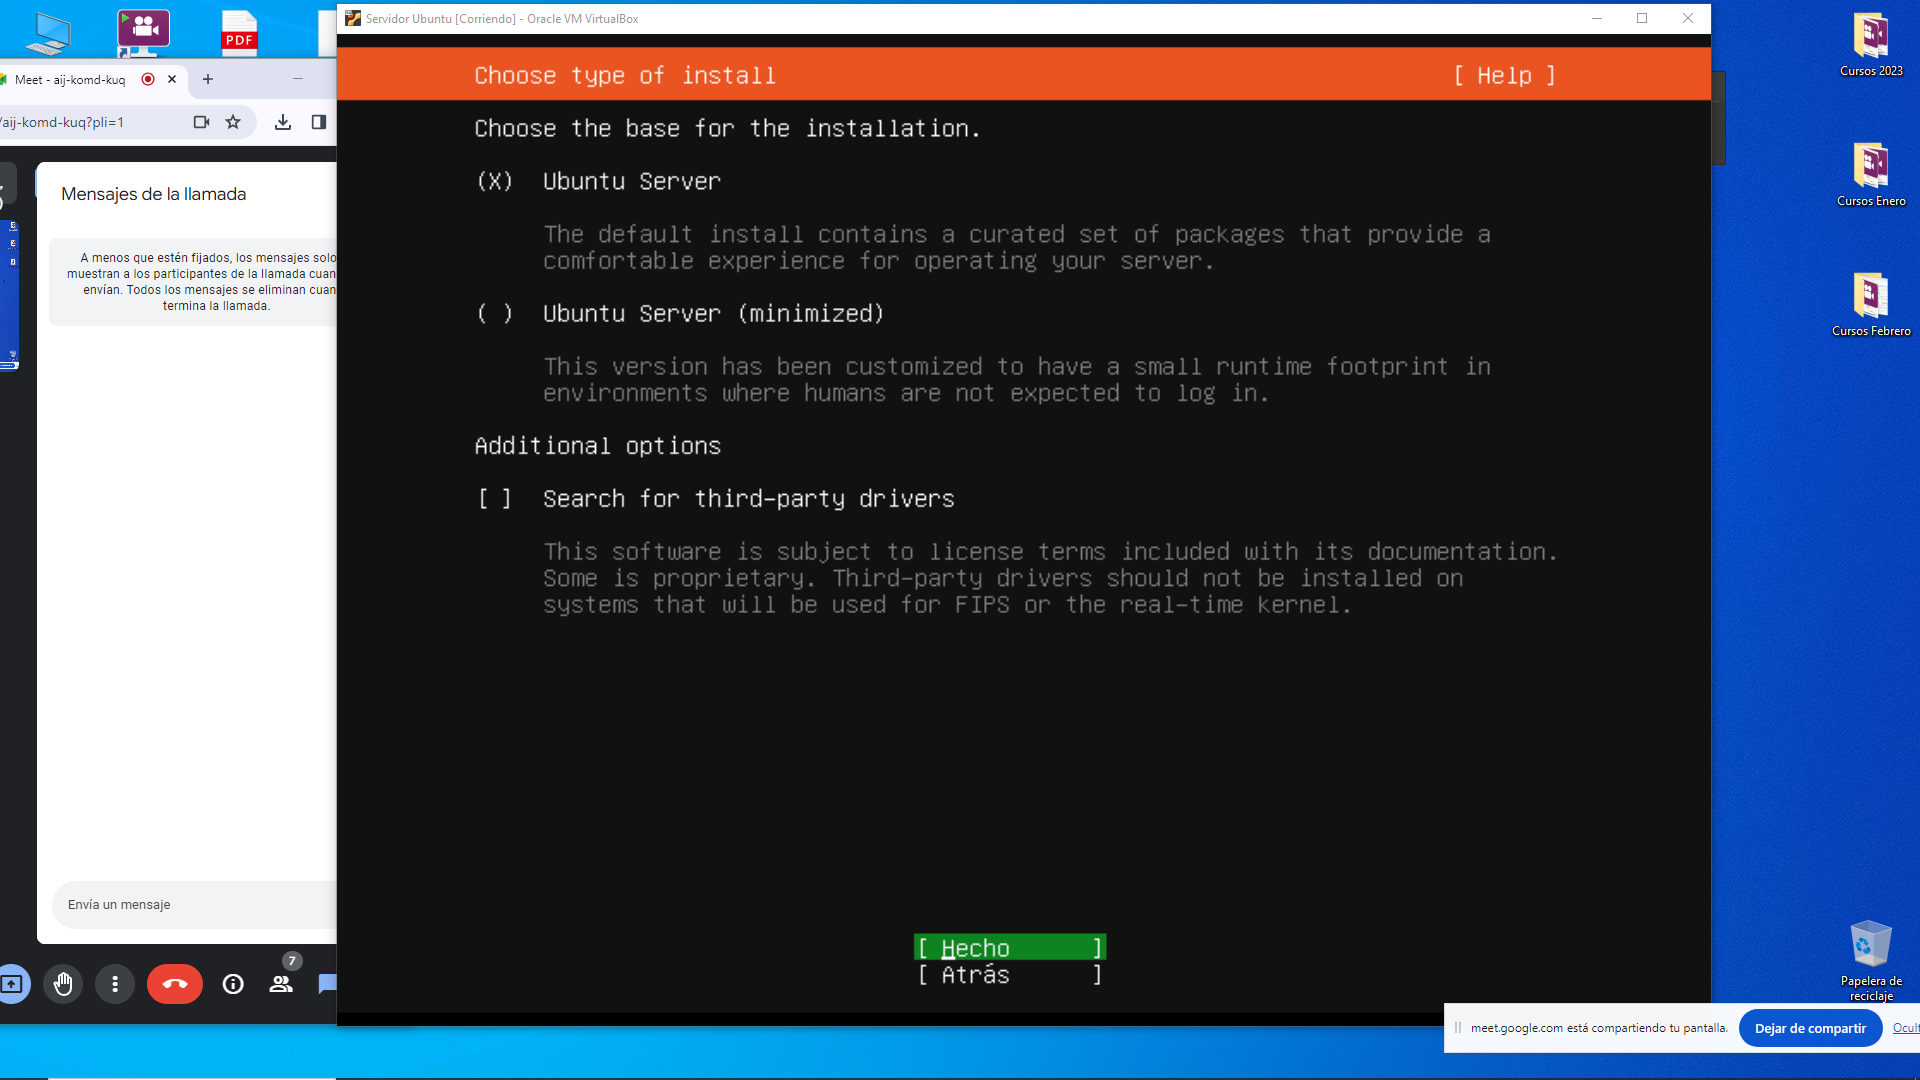 Servidor Ubuntu [Corriendo] - Oracle VM VirtualBox
PDF
Cursos 2023
Meet - aij-komd-kuq
/aij-komd-kuq?pli=1
Choose type of install
[ Help ]
Choose the base for the installation.
(X) Ubuntu Server
The default install contains a curated set of packages that provide a
comfortable experience for operating your server.
( ) Ubuntu Server (minimized)
This version has been customized to have a small runtime footprint in
environments where humans are not expected to log in.
Additional options
[ ] Search for third-party drivers
This software is subject to license terms included with its documentation.
Some is proprietary. Third-party drivers should not be installed on
systems that will be used for FIPS or the real-time kernel.
[ Hecho ]
[ Atrás ]
Mensajes de la llamada
A menos que estén fijados, los mensajes solo
muestran a los participantes de la llamada cuan
envían. Todos los mensajes se eliminan cuan
termina la llamada.
Envía un mensaje
7
Cursos Enero
Cursos Febrero
Papelera de
reciclaje
meet.google.com está compartiendo tu pantalla.
Dejar de compartir
Ocult